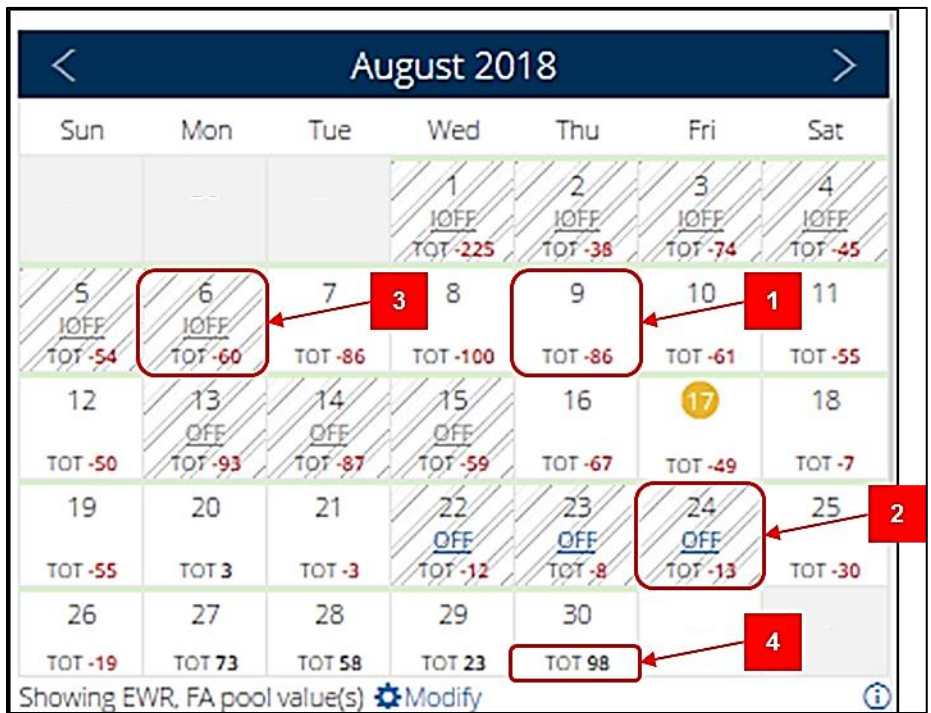 August 2018
Sun Mon Tue Wed Thu Fri Sat
1 2 3 4
IOFF IOFF IOFF IOFF
TOT -225 TOT -38 TOT -74 TOT -45
5 6 7 3 8 9 10 1 11
IOFF IOFF
TOT -54 TOT -60 TOT -86 TOT -100 TOT -86 TOT -61 TOT -55
12 13 14 15 16 17 18
OFF OFF OFF
TOT -50 TOT -93 TOT -87 TOT -59 TOT -67 TOT -49 TOT -7
19 20 21 22 23 24 25 2
OFF OFF OFF
TOT -55 TOT 3 TOT -3 TOT -12 TOT -8 TOT -13 TOT -30
26 27 28 29 30
4
TOT -19 TOT 73 TOT 58 TOT 23 TOT 98
Showing EWR, FA pool value(s) Modify